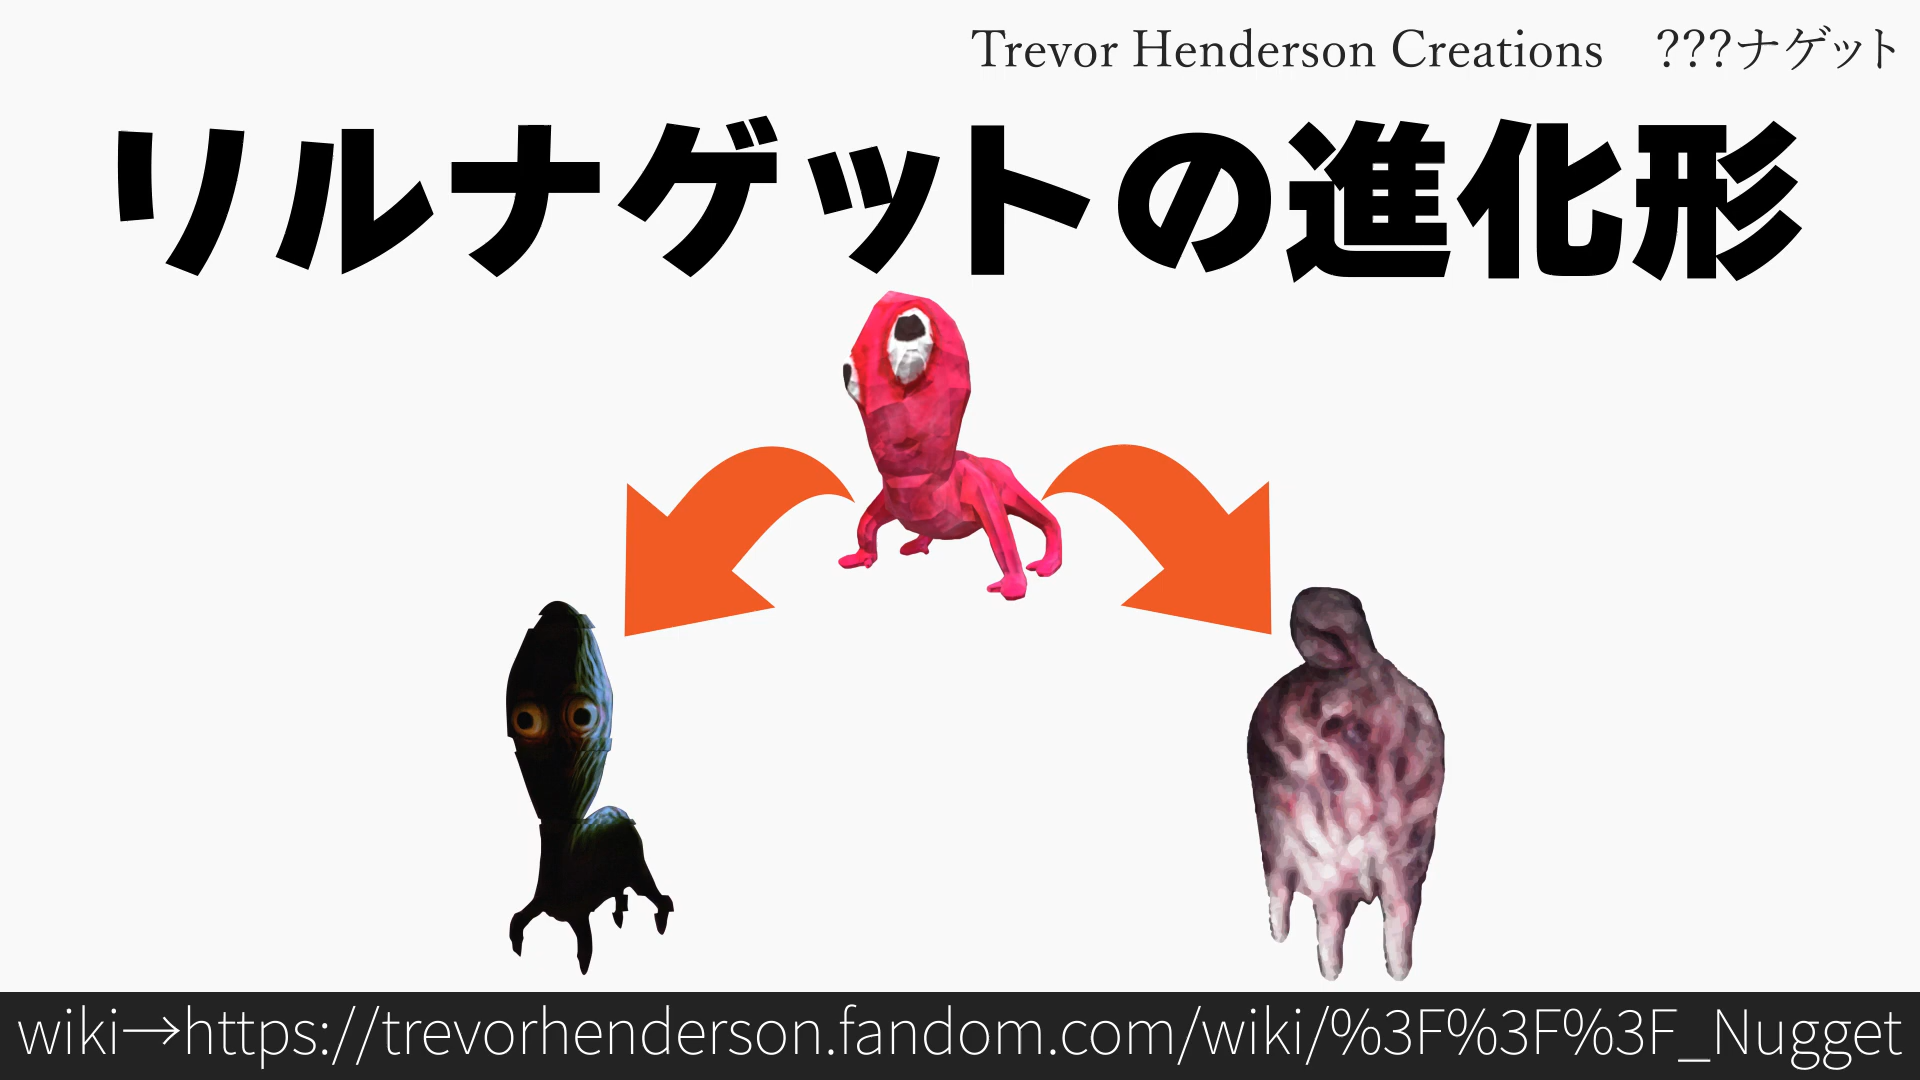 Trevor Henderson Creations　???ナゲット
リルナゲットの進化形
wiki→https://trevorhenderson.fandom.com/wiki/%3F%3F%3F_Nugget